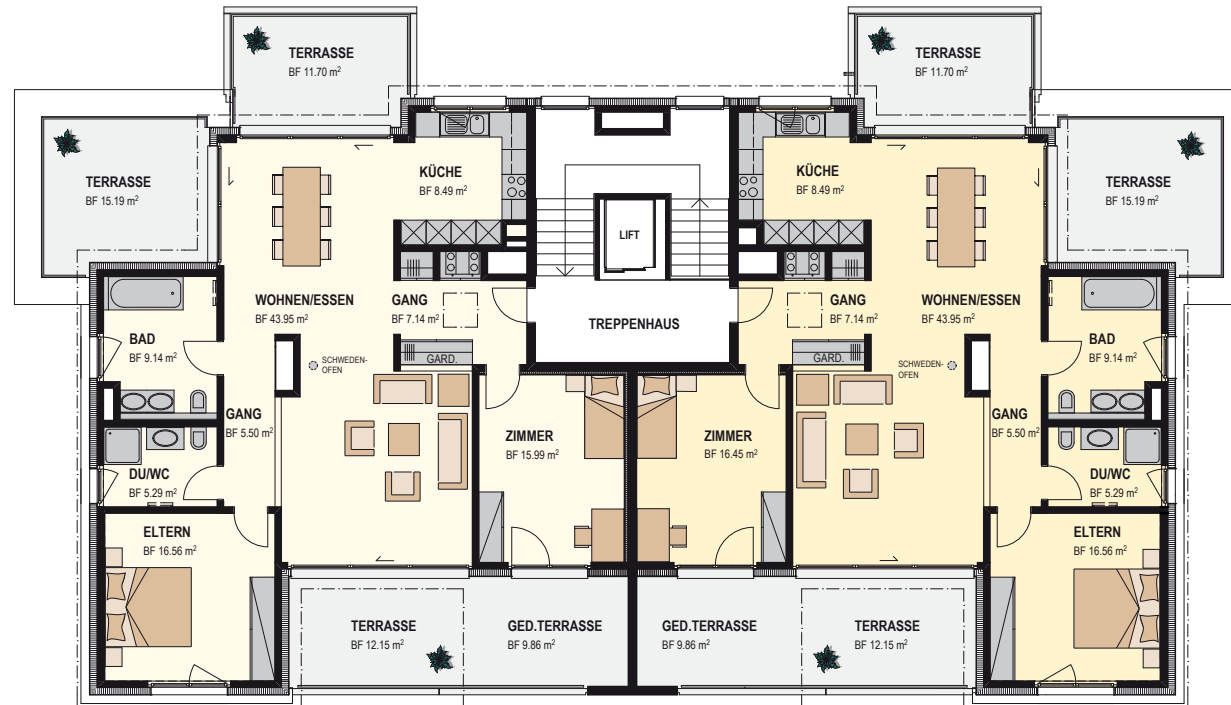 TERRASSE
BF 11.70 m²
TERRASSE
BF 11.70 m²
TERRASSE
BF 15.19 m²
KÜCHE
BF 8.49 m²
KÜCHE
BF 8.49 m²
TERRASSE
BF 15.19 m²
LIFT
WOHNEN/ESSEN
BF 43.95 m²
GANG
BF 7.14 m²
TREPPENHAUS
GANG
BF 7.14 m²
WOHNEN/ESSEN
BF 43.95 m²
BAD
BF 9.14 m²
SCHWEDEN-
OFEN
GARD.
GARD.
SCHWEDEN-
OFEN
BAD
BF 9.14 m²
GANG
BF 5.50 m²
ZIMMER
BF 15.99 m²
ZIMMER
BF 16.45 m²
GANG
BF 5.50 m²
DU/WC
BF 5.29 m²
DU/WC
BF 5.29 m²
ELTERN
BF 16.56 m²
ELTERN
BF 16.56 m²
TERRASSE
BF 12.15 m²
GED.TERRASSE
BF 9.86 m²
GED.TERRASSE
BF 9.86 m²
TERRASSE
BF 12.15 m²